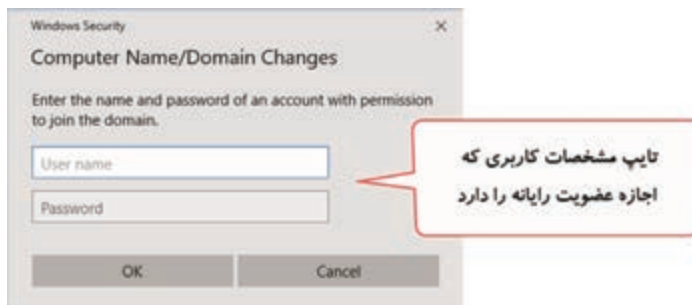 Windows Security
Computer Name/Domain Changes
Enter the name and password of an account with permission
to join the domain.
User name
Password
OK
Cancel
تایپ مشخصات کاربری که
اجازه عضویت رایانه را دارد